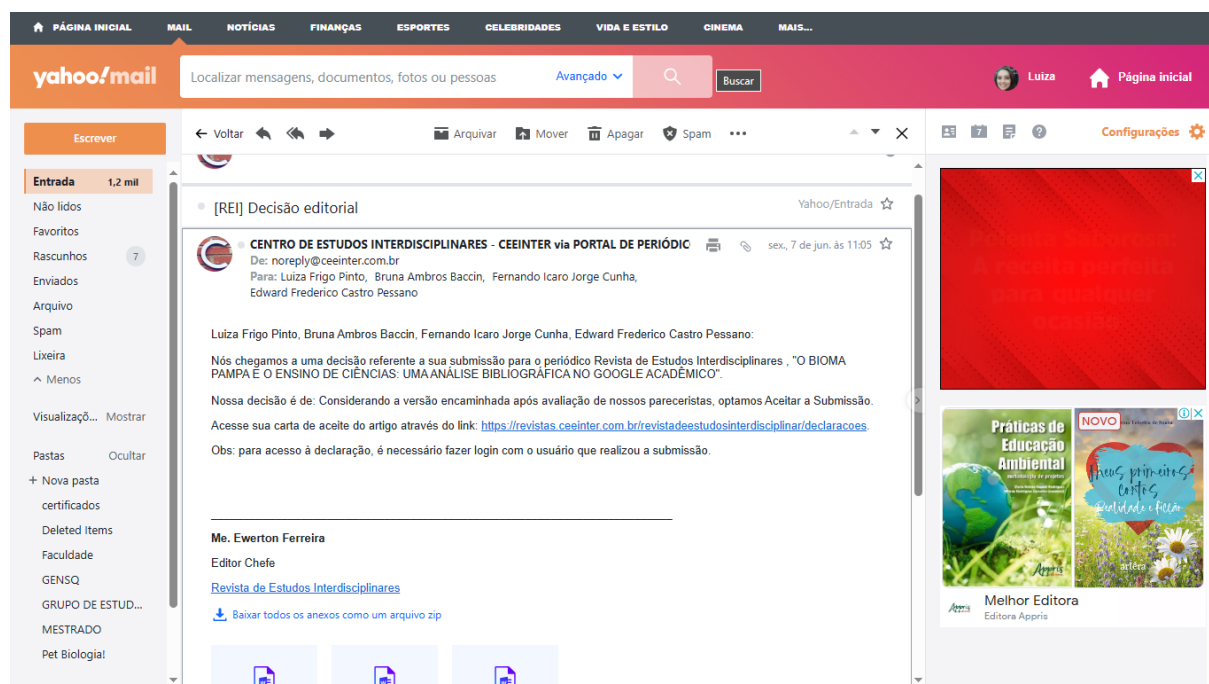 PÁGINA INICIAL MAIL NOTÍCIAS FINANÇAS ESPORTES CELEBRIDADES VIDA E ESTILO CINEMA MAIS...
yahoo!mail
Localizar mensagens, documentos, fotos ou pessoas Avançado
Buscar
Luiza
Página inicial
Escrever
Entrada 1,2 mil
Não lidos
Favoritos
Rascunhos 7
Enviados
Arquivo
Spam
Lixeira
Menos
Visualizaçõ... Mostrar
Pastas Ocultar
+ Nova pasta
certificados
Deleted Items
Faculdade
GENSQ
GRUPO DE ESTUD...
MESTRADO
Pet Biologia!
Voltar Arquivar Mover Apagar Spam
[REI] Decisão editorial Yahoo/Entrada
CENTRO DE ESTUDOS INTERDISCIPLINARES - CEEINTER via PORTAL DE PERIÓDIC sex., 7 de jun. às 11:05
De: noreply@ceeinter.com.br
Para: Luiza Frigo Pinto, Bruna Ambros Baccin, Fernando Icaro Jorge Cunha,
Edward Frederico Castro Pessano
Luiza Frigo Pinto, Bruna Ambros Baccin, Fernando Icaro Jorge Cunha, Edward Frederico Castro Pessano:
Nós chegamos a uma decisão referente a sua submissão para o periódico Revista de Estudos Interdisciplinares , "O BIOMA
PAMPA E O ENSINO DE CIÊNCIAS: UMA ANÁLISE BIBLIOGRÁFICA NO GOOGLE ACADÊMICO".
Nossa decisão é de: Considerando a versão encaminhada após avaliação de nossos pareceristas, optamos Aceitar a Submissão.
Acesse sua carta de aceite do artigo através do link: https://revistas.ceeinter.com.br/revistadeestudosinterdisciplinar/declaracoes.
Obs: para acesso à declaração, é necessário fazer login com o usuário que realizou a submissão.
Me. Ewerton Ferreira
Editor Chefe
Revista de Estudos Interdisciplinares
Baixar todos os anexos como um arquivo zip
7
Configurações
A receita perfeita
para qualquer
ocasião
Práticas de
Educação
Ambiental
Appris
NOVO
Meus primeiros
contos
Realidade e ficção
artêra
Appris
Melhor Editora
Editora Appris